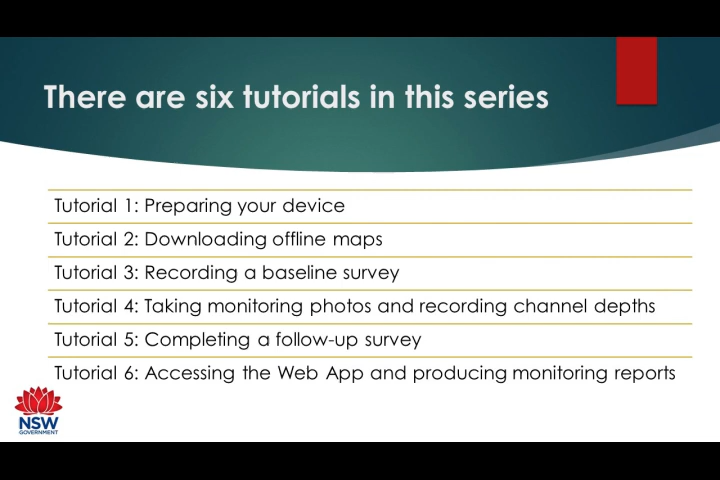 There are six tutorials in this series
Tutorial 1: Preparing your device
Tutorial 2: Downloading offline maps
Tutorial 3: Recording a baseline survey
Tutorial 4: Taking monitoring photos and recording channel depths
Tutorial 5: Completing a follow-up survey
Tutorial 6: Accessing the Web App and producing monitoring reports
NSW
GOVERNMENT